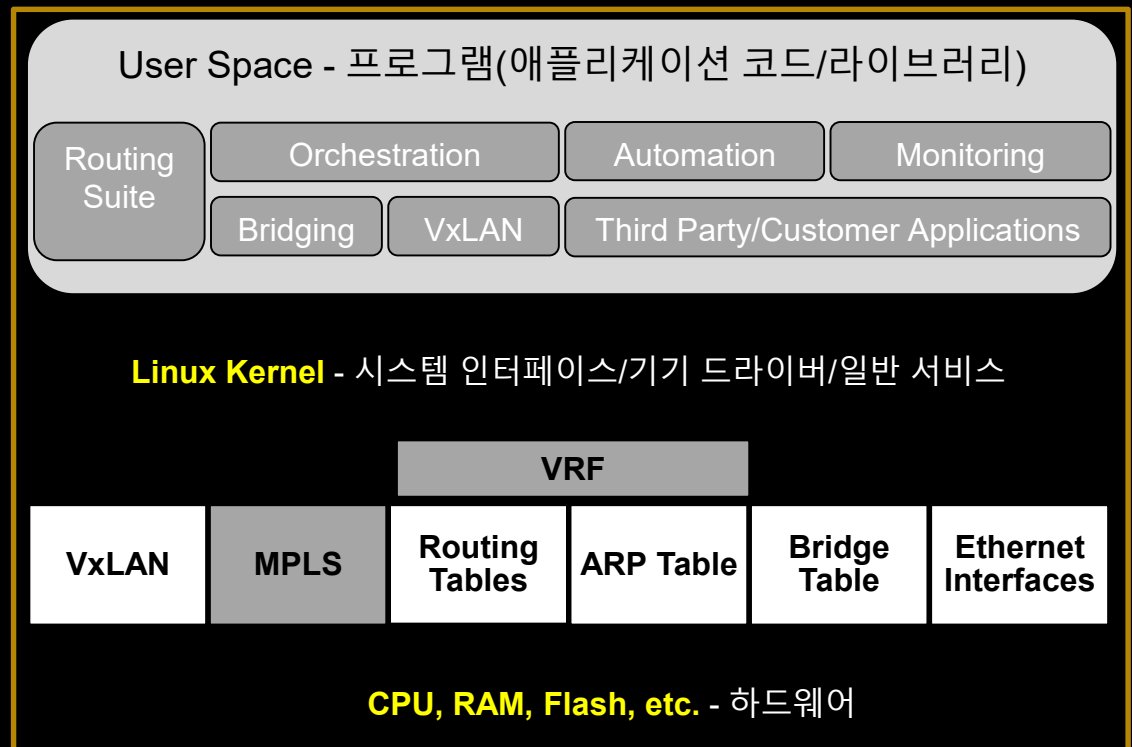 User Space - 프로그램(애플리케이션 코드/라이브러리)
Routing
Suite
Orchestration
Automation
Monitoring
Bridging
VxLAN
Third Party/Customer Applications
Linux Kernel - 시스템 인터페이스/기기 드라이버/일반 서비스
VRF
VxLAN
MPLS
Routing
Tables
ARP Table
Bridge
Table
Ethernet
Interfaces
CPU, RAM, Flash, etc. - 하드웨어